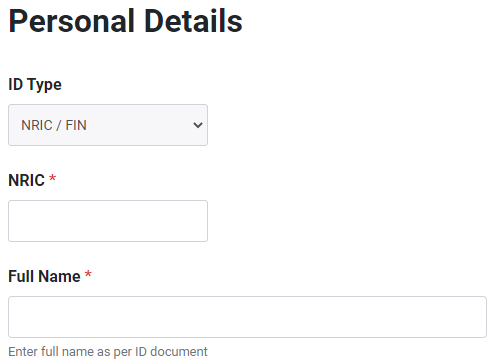 Personal Details
ID Type
NRIC / FIN
NRIC *
Full Name *
Enter full name as per ID document